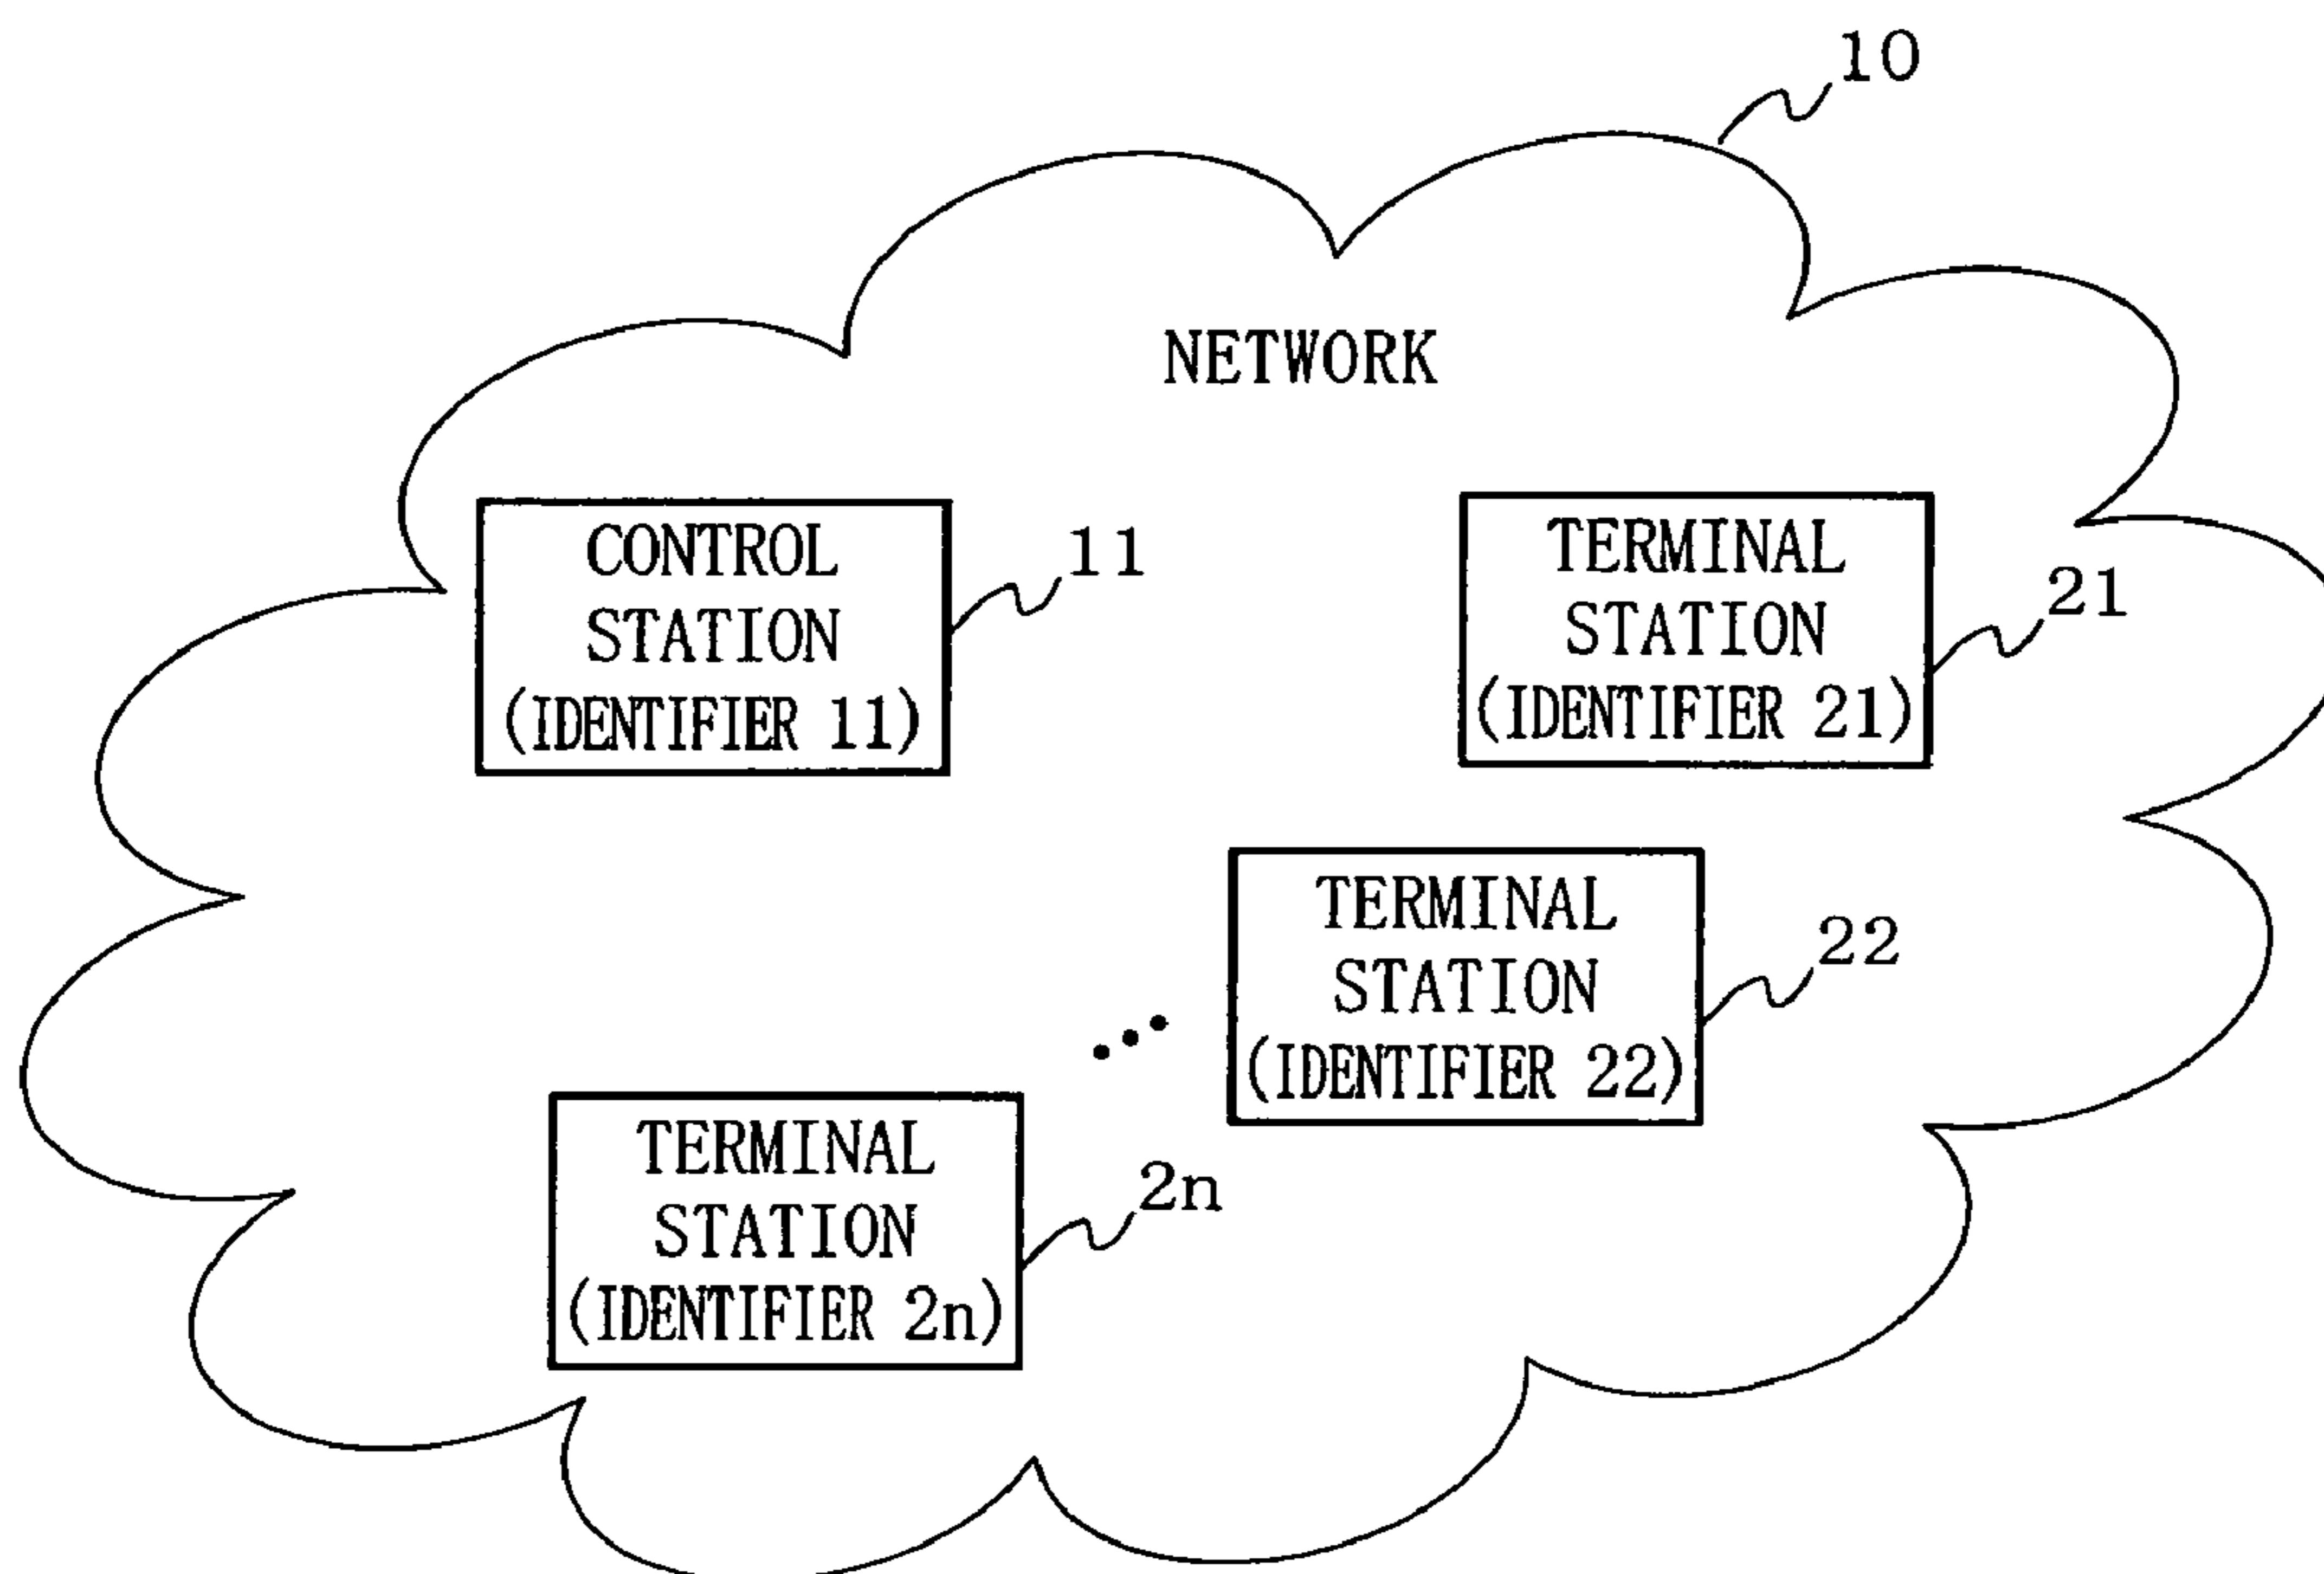 10
NETWORK
CONTROL
STATION
(IDENTIFIER 11)
11
TERMINAL
STATION
(IDENTIFIER 21)
21
TERMINAL
STATION
(IDENTIFIER 22)
22
TERMINAL
STATION
(IDENTIFIER 2n)
2n